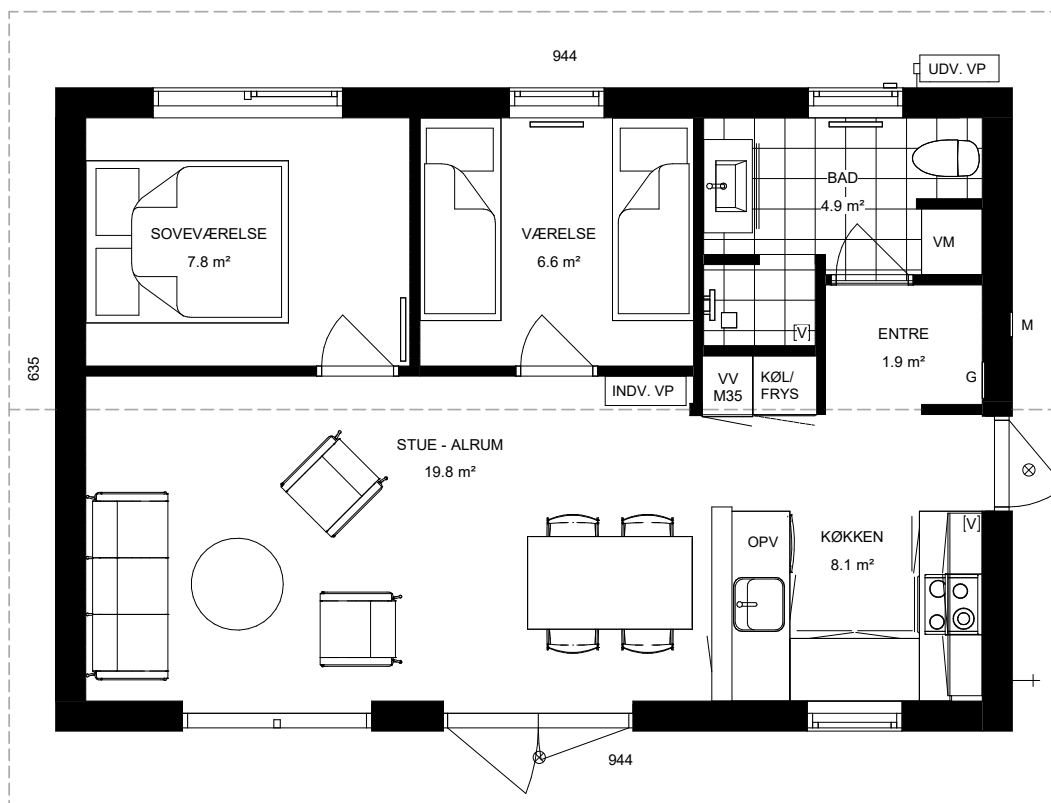 944
UDV. VP
BAD
4.9 m²
SOVEVÆRELSE
7.8 m²
VÆRELSE
6.6 m²
VM
[V]
ENTRE
1.9 m²
M
635
G
INDV. VP
VV
M35
KØL/
FRYS
STUE - ALRUM
19.8 m²
OPV
KØKKEN
8.1 m²
[V]
944